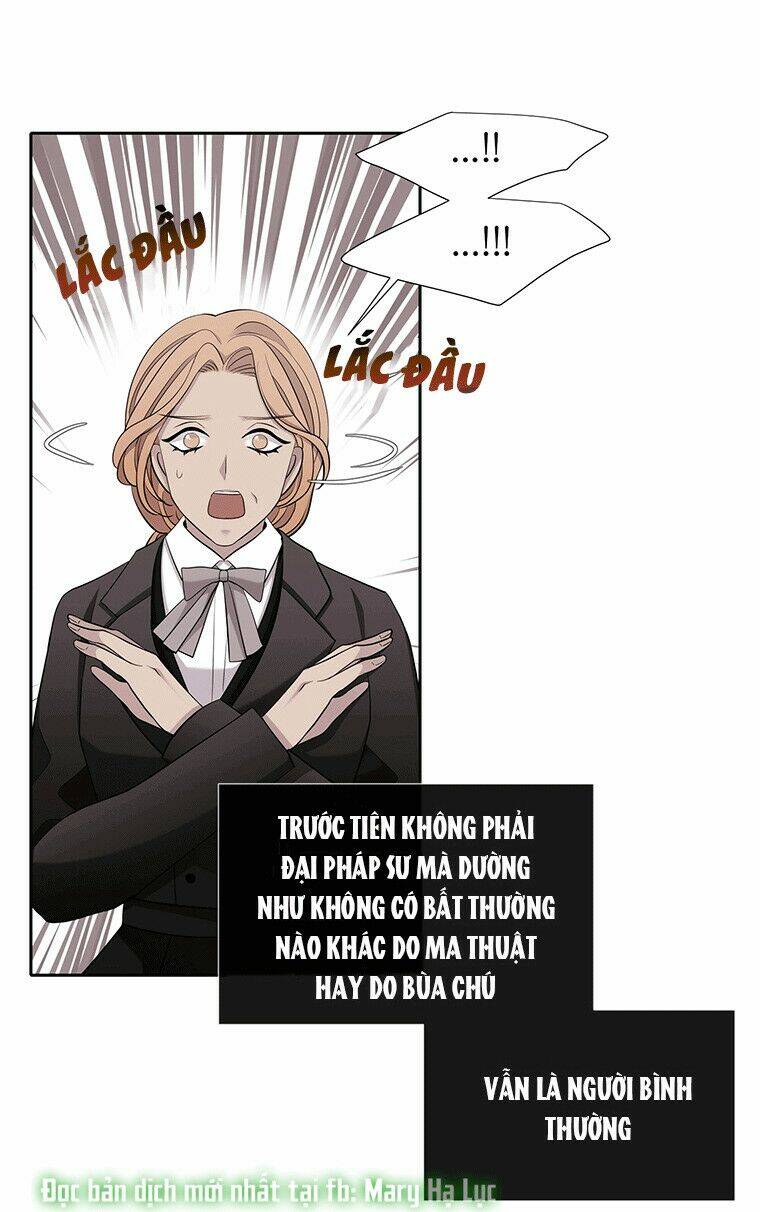 ...!!
...!!!
LẮC ĐẦU
LẮC ĐẦU
TRƯỚC TIÊN KHÔNG PHẢI
ĐẠI PHÁP SƯ MÀ DƯỜNG
NHƯ KHÔNG CÓ BẤT THƯỜNG
NÀO KHÁC DO MA THUẬT
HAY DO BÙA CHÚ
VẪN LÀ NGƯỜI BÌNH
THƯỜNG
Đọc bản dịch mới nhất tại fb: Mary Hạ Lục